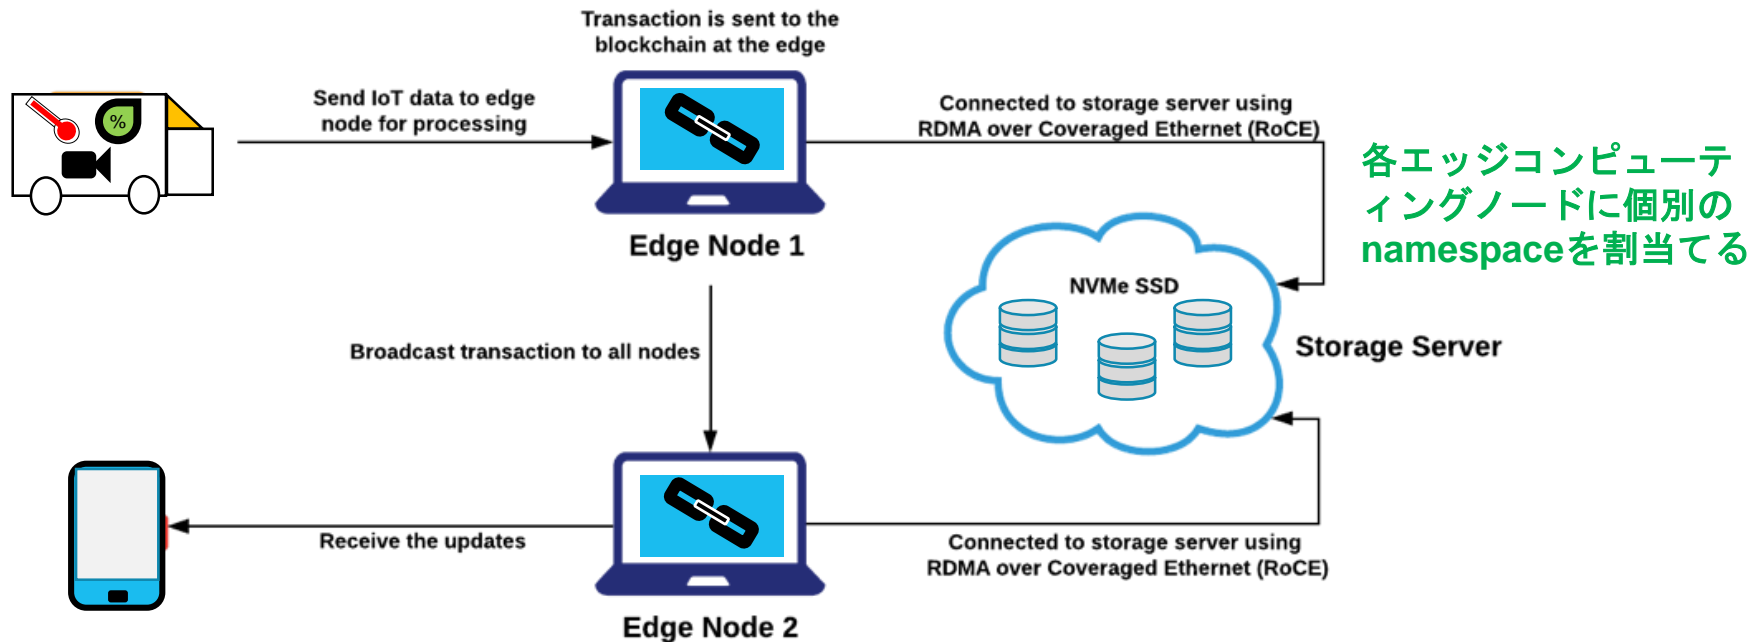 Transaction is sent to the
blockchain at the edge
%
Send IoT data to edge
node for processing
Connected to storage server using
RDMA over Coveraged Ethernet (RoCE)
各エッジコンピューテ
ィングノードに個別の
namespaceを割当てる
Edge Node 1
NVMe SSD
Storage Server
Broadcast transaction to all nodes
Receive the updates
Connected to storage server using
RDMA over Coveraged Ethernet (RoCE)
Edge Node 2